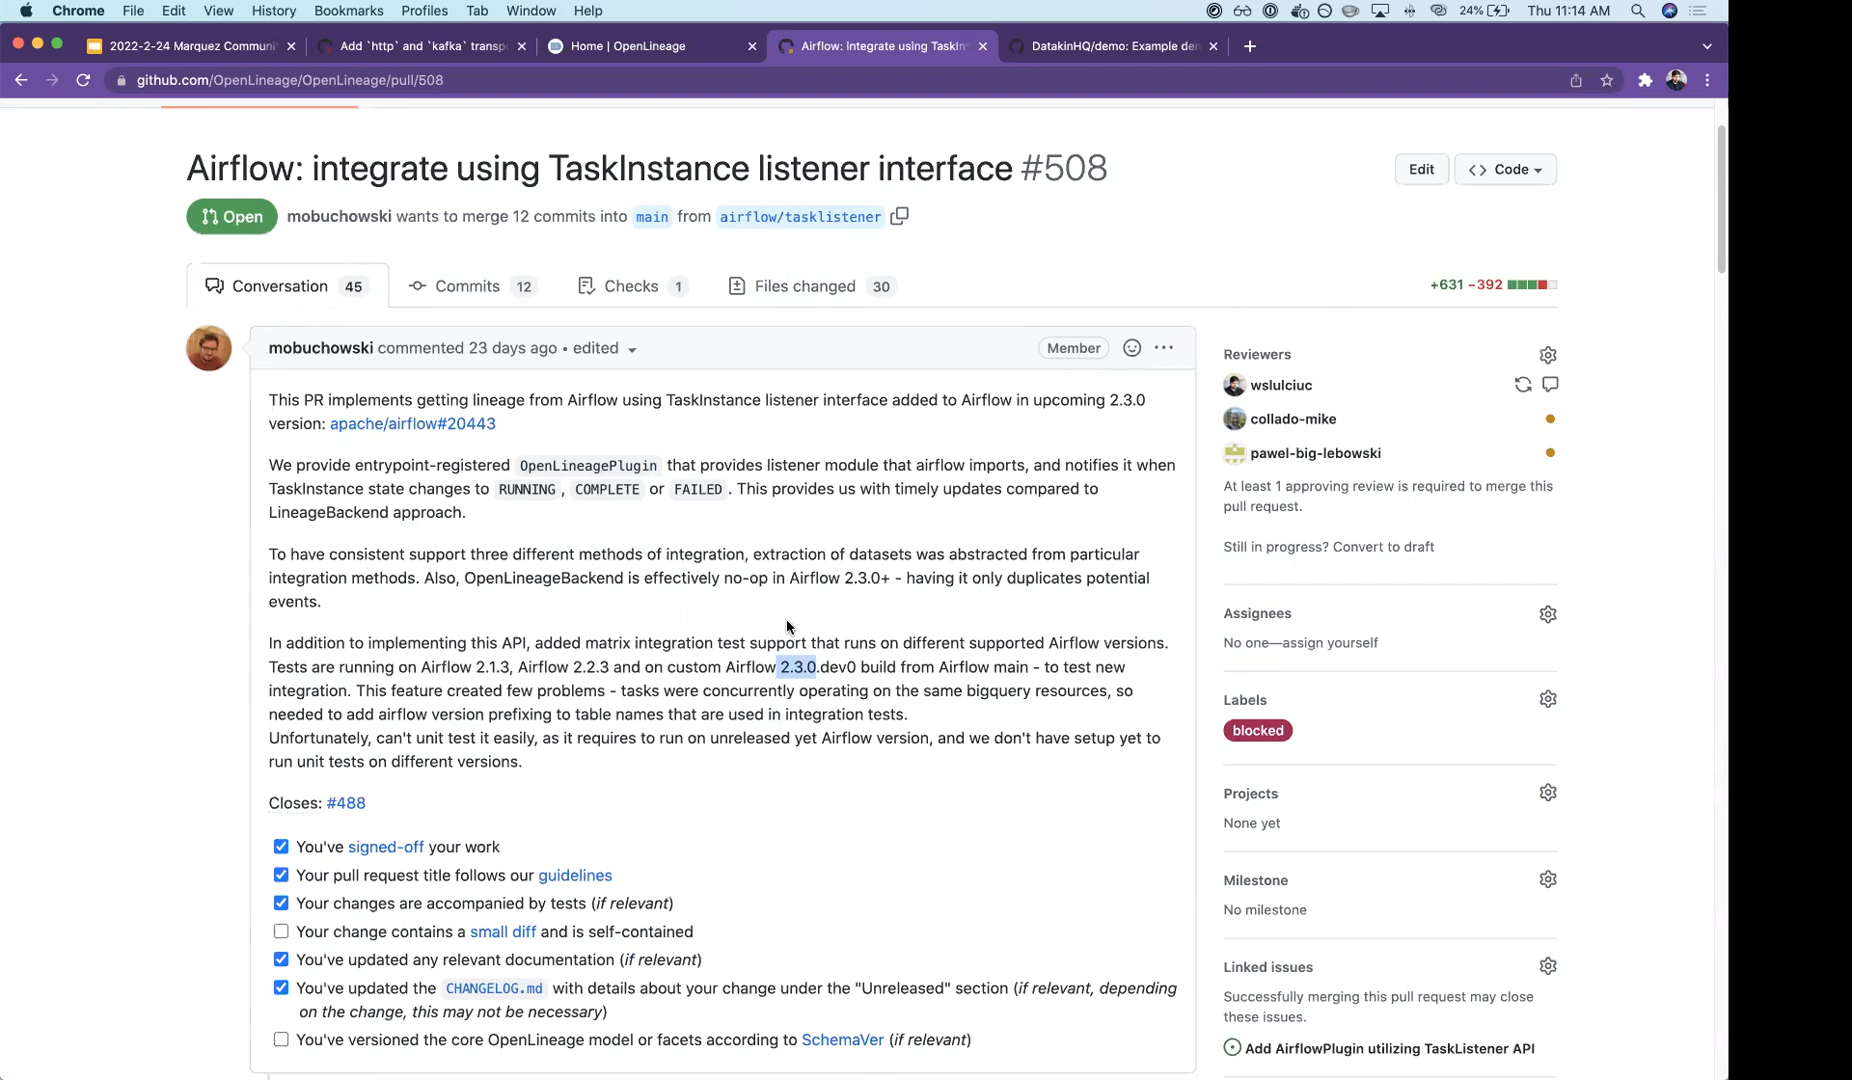 Chrome File Edit View History Bookmarks Profiles Tab Window Help 24% Thu 11:14 AM
2022-2-24 Marquez Communi Add `http` and `kafka` transp Home | OpenLineage Airflow: Integrate using TaskIn DatakinHQ/demo: Example der
github.com/OpenLineage/OpenLineage/pull/508
Airflow: integrate using TaskInstance listener interface #508
Edit <> Code
Open mobuchowski wants to merge 12 commits into main from airflow/tasklistener
Conversation 45 Commits 12 Checks 1 Files changed 30 +631 −392
mobuchowski commented 23 days ago • edited Member
This PR implements getting lineage from Airflow using TaskInstance listener interface added to Airflow in upcoming 2.3.0
version: apache/airflow#20443
We provide entrypoint-registered OpenLineagePlugin that provides listener module that airflow imports, and notifies it when
TaskInstance state changes to RUNNING , COMPLETE or FAILED . This provides us with timely updates compared to
LineageBackend approach.
To have consistent support three different methods of integration, extraction of datasets was abstracted from particular
integration methods. Also, OpenLineageBackend is effectively no-op in Airflow 2.3.0+ - having it only duplicates potential
events.
In addition to implementing this API, added matrix integration test support that runs on different supported Airflow versions.
Tests are running on Airflow 2.1.3, Airflow 2.2.3 and on custom Airflow 2.3.0.dev0 build from Airflow main - to test new
integration. This feature created few problems - tasks were concurrently operating on the same bigquery resources, so
needed to add airflow version prefixing to table names that are used in integration tests.
Unfortunately, can't unit test it easily, as it requires to run on unreleased yet Airflow version, and we don't have setup yet to
run unit tests on different versions.
Closes: #488
You've signed-off your work
Your pull request title follows our guidelines
Your changes are accompanied by tests (if relevant)
Your change contains a small diff and is self-contained
You've updated any relevant documentation (if relevant)
You've updated the CHANGELOG.md with details about your change under the "Unreleased" section (if relevant, depending
on the change, this may not be necessary)
You've versioned the core OpenLineage model or facets according to SchemaVer (if relevant)
Reviewers
wslulciuc
collado-mike
pawel-big-lebowski
At least 1 approving review is required to merge this
pull request.
Still in progress? Convert to draft
Assignees
No one—assign yourself
Labels
blocked
Projects
None yet
Milestone
No milestone
Linked issues
Successfully merging this pull request may close
these issues.
Add AirflowPlugin utilizing TaskListener API